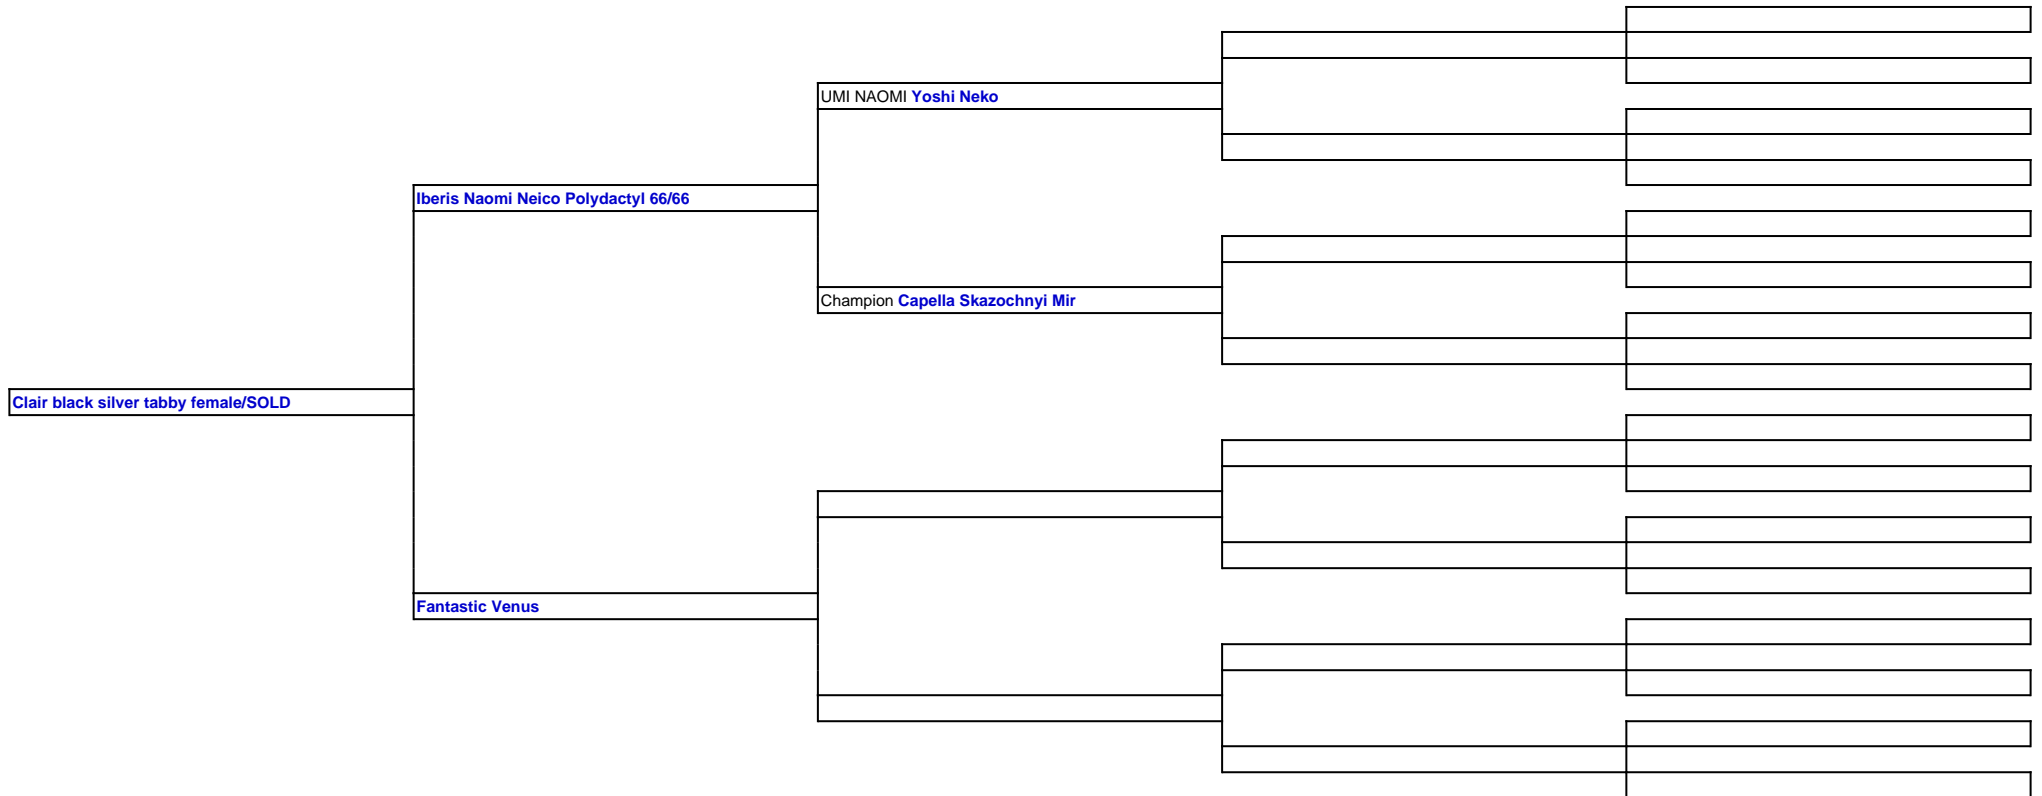 UMI NAOMI Yoshi Neko
Iberis Naomi Neico Polydactyl 66/66
Champion Capella Skazochnyi Mir
Clair black silver tabby female/SOLD
Fantastic Venus